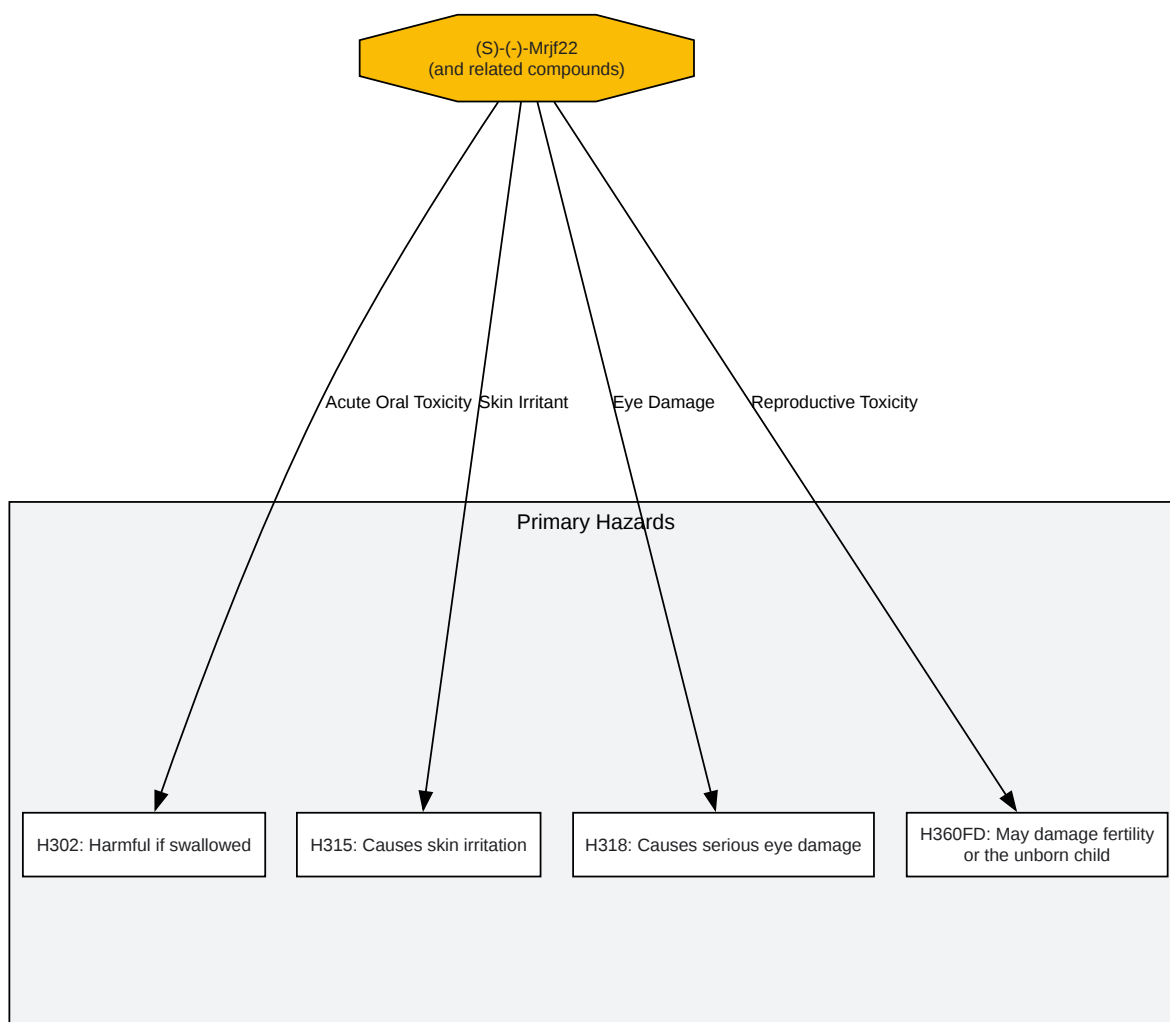 (S)-(-)-Mrjf22
(and related compounds)
Acute Oral Toxicity
Skin Irritant
Eye Damage
Reproductive Toxicity
Primary Hazards
H302: Harmful if swallowed
H315: Causes skin irritation
H318: Causes serious eye damage
H360FD: May damage fertility
or the unborn child